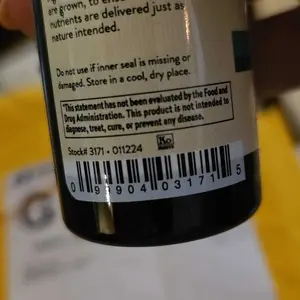 are grown, to ensure
nutrients are delivered just as
nature intended.
Do not use if inner seal is missing or
damaged. Store in a cool, dry place.
*This statement has not been evaluated by the Food and
Drug Administration. This product is not intended to
diagnose, treat, cure, or prevent any disease.
Stock# 3171 • 011224
Ko
0 93904 03171 5